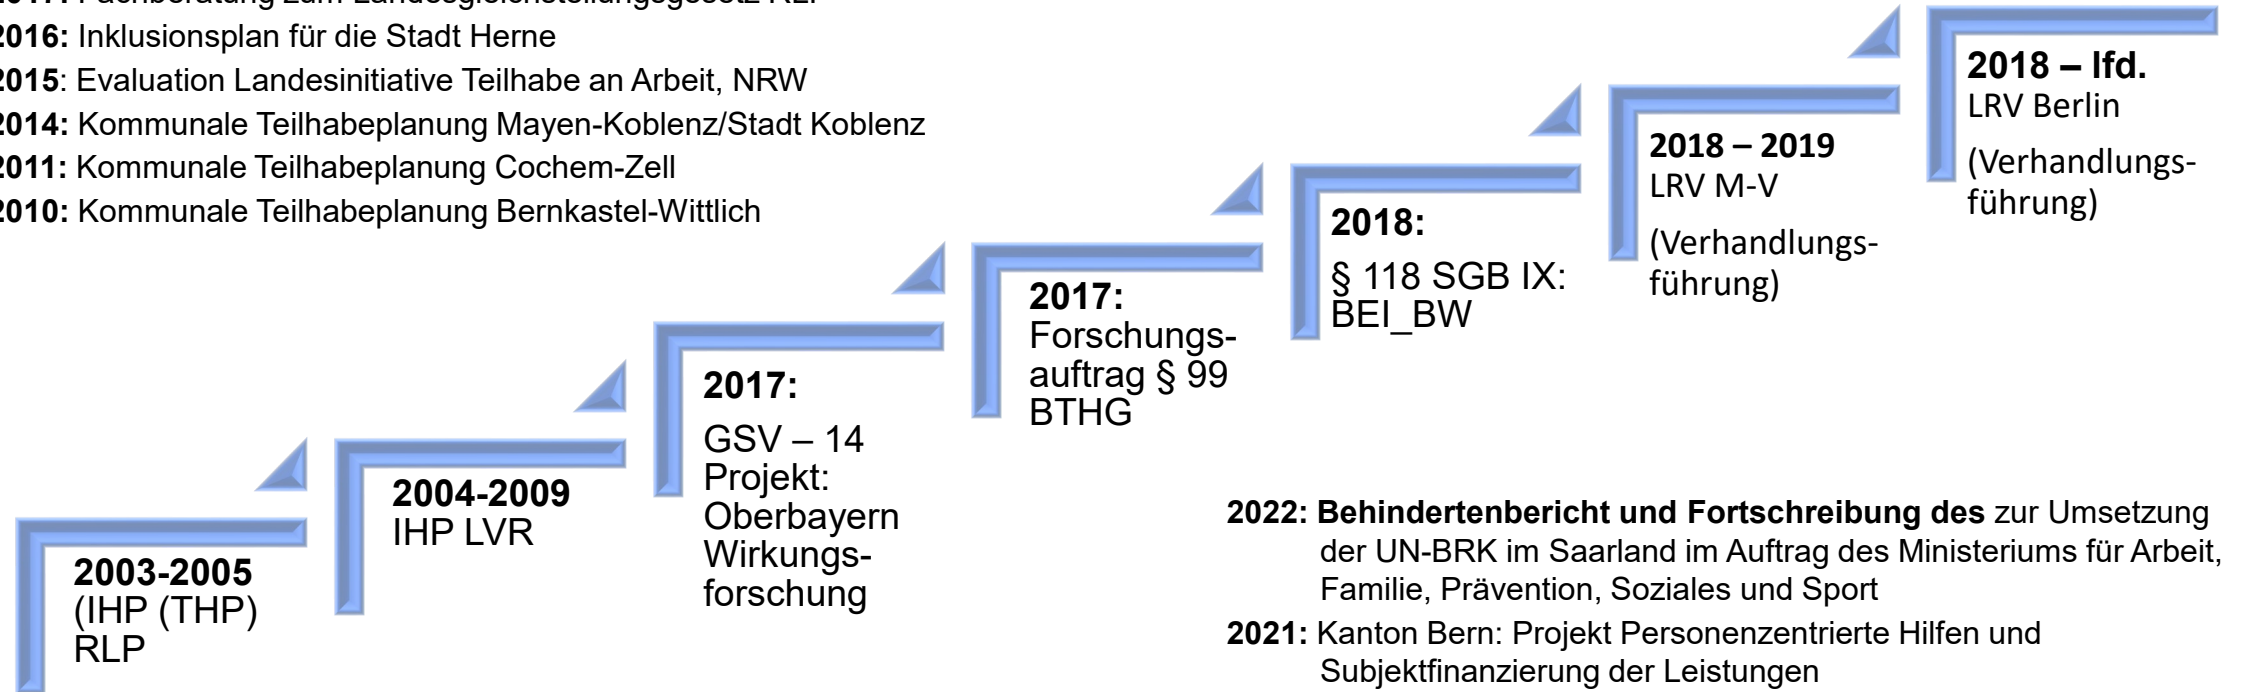 2016: Inklusionsplan für die Stadt Herne
2015: Evaluation Landesinitiative Teilhabe an Arbeit, NRW
2014: Kommunale Teilhabeplanung Mayen-Koblenz/Stadt Koblenz
2011: Kommunale Teilhabeplanung Cochem-Zell
2010: Kommunale Teilhabeplanung Bernkastel-Wittlich
2003-2005
(IHP (THP)
RLP
2004-2009
IHP LVR
2017:
GSV – 14
Projekt:
Oberbayern
Wirkungs-
forschung
2017:
Forschungs-
auftrag § 99
BTHG
2018:
§ 118 SGB IX:
BEI_BW
2018 – 2019
LRV M-V
(Verhandlungs-
führung)
2018 – lfd.
LRV Berlin
(Verhandlungs-
führung)
2022: Behindertenbericht und Fortschreibung des zur Umsetzung
der UN-BRK im Saarland im Auftrag des Ministeriums für Arbeit,
Familie, Prävention, Soziales und Sport
2021: Kanton Bern: Projekt Personenzentrierte Hilfen und
Subjektfinanzierung der Leistungen